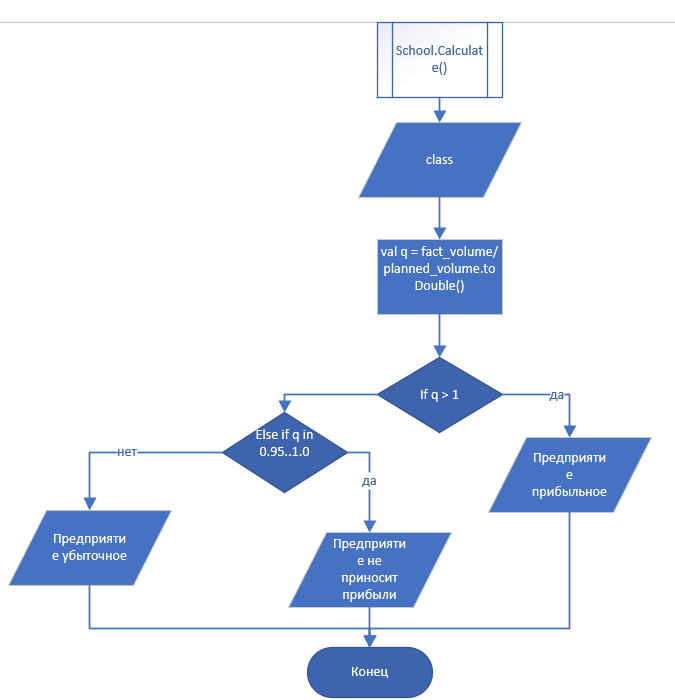 School.Calculat
e()
class
val q = fact_volume/
planned_volume.to
Double()
If q > 1
да
Else if q in
0.95..1.0
нет
да
Предприяти
е
прибыльное
Предприяти
е убыточное
Предприяти
е не
приносит
прибыли
Конец